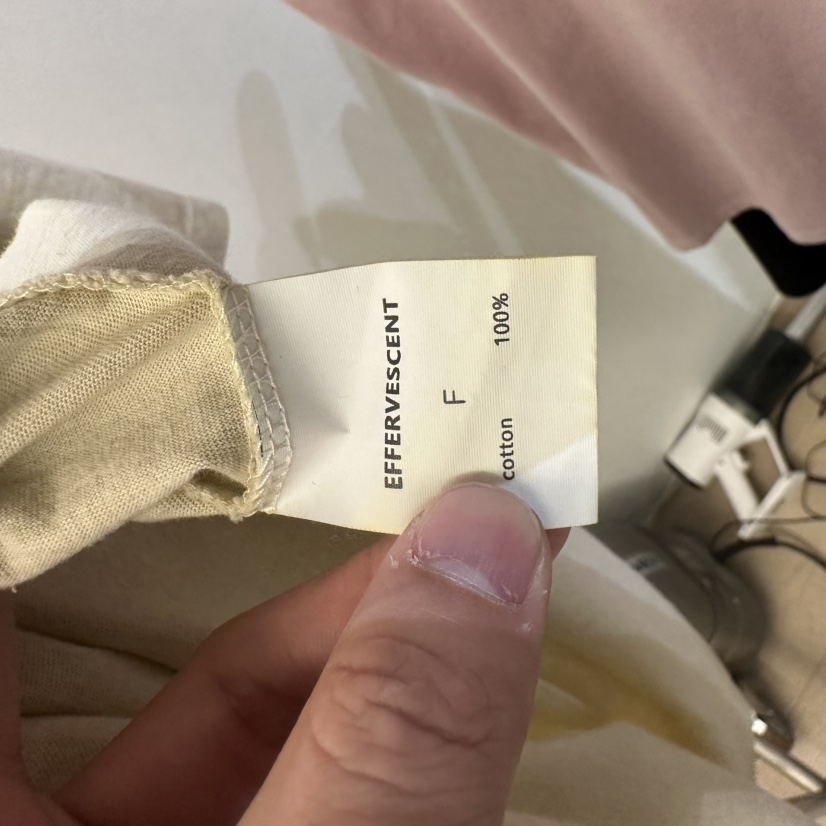 EFFERVESCENT
F
cotton 100%